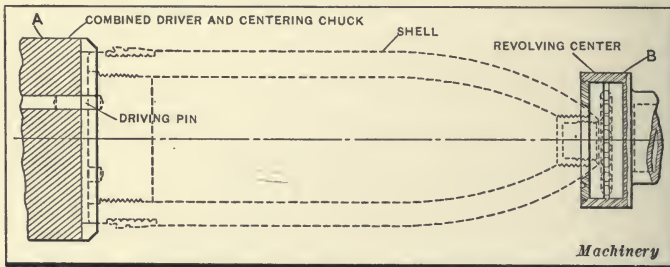 A
COMBINED DRIVER AND CENTERING CHUCK
SHELL
REVOLVING CENTER
B
DRIVING PIN
Machinery